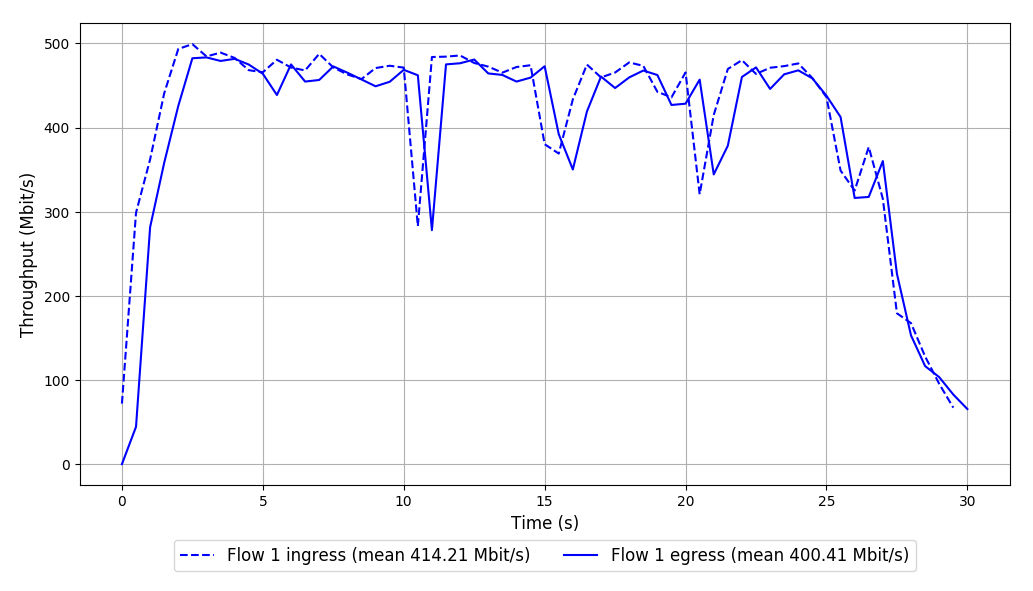 500
400
300
200
100
0
Throughput (Mbit/s)
0 5 10 15 20 25 30
Time (s)
Flow 1 ingress (mean 414.21 Mbit/s) Flow 1 egress (mean 400.41 Mbit/s)